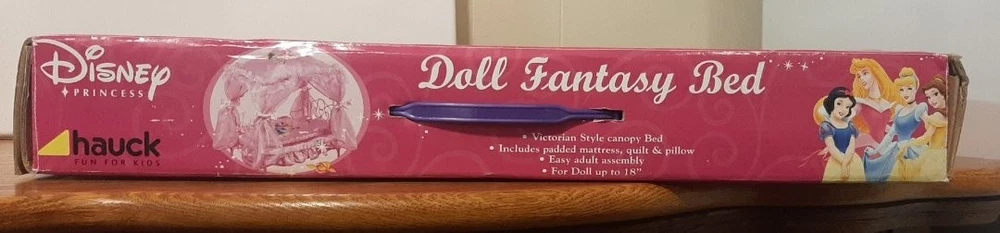 Disney
PRINCESS
hauck
FUN FOR KIDS
Doll Fantasy Bed
• Victorian Style canopy Bed
• Includes padded mattress, quilt & pillow
• Easy adult assembly
• For Doll up to 18"